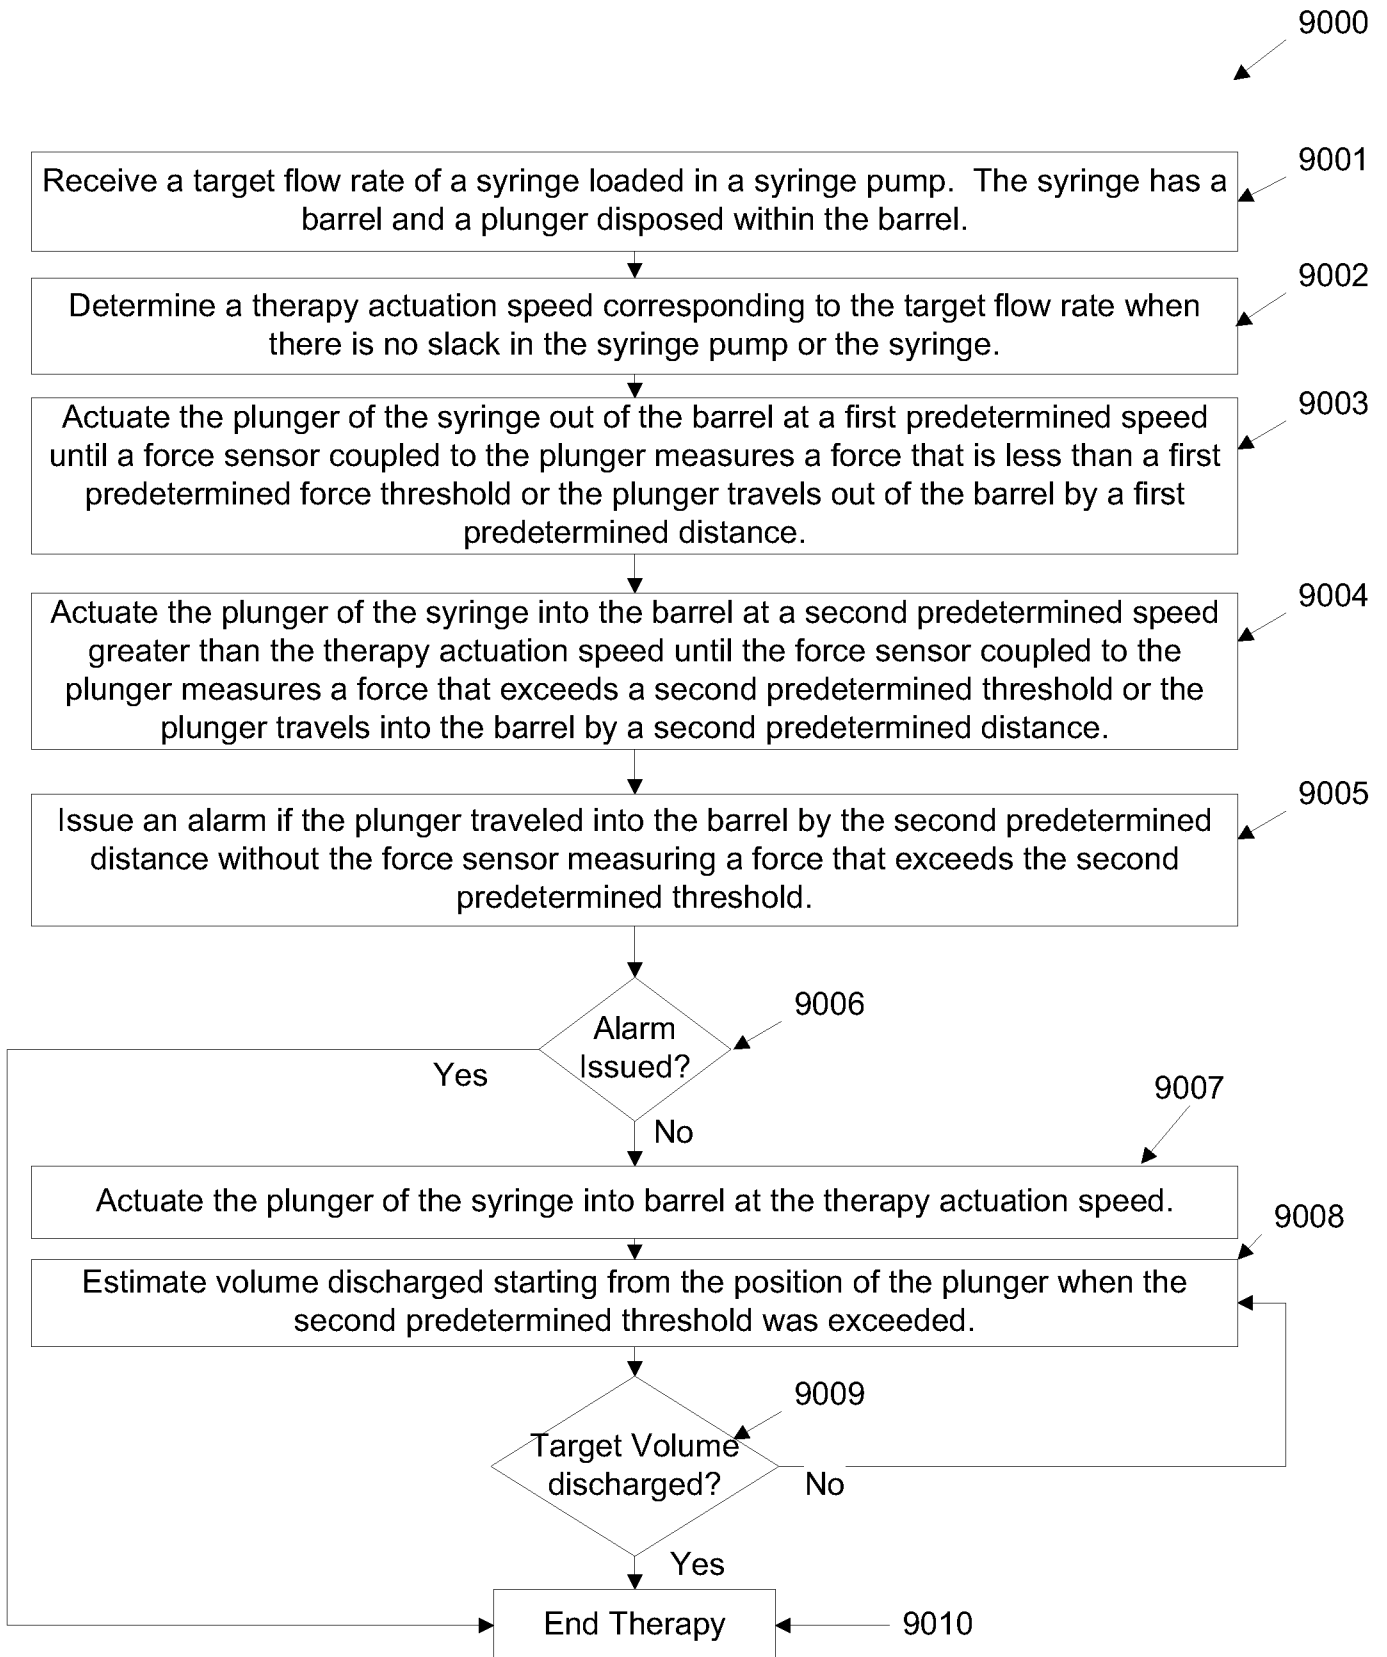 9000
9001
Receive a target flow rate of a syringe loaded in a syringe pump. The syringe has a
barrel and a plunger disposed within the barrel.
9002
Determine a therapy actuation speed corresponding to the target flow rate when
there is no slack in the syringe pump or the syringe.
9003
Actuate the plunger of the syringe out of the barrel at a first predetermined speed
until a force sensor coupled to the plunger measures a force that is less than a first
predetermined force threshold or the plunger travels out of the barrel by a first
predetermined distance.
9004
Actuate the plunger of the syringe into the barrel at a second predetermined speed
greater than the therapy actuation speed until the force sensor coupled to the
plunger measures a force that exceeds a second predetermined threshold or the
plunger travels into the barrel by a second predetermined distance.
9005
Issue an alarm if the plunger traveled into the barrel by the second predetermined
distance without the force sensor measuring a force that exceeds the second
predetermined threshold.
9006
Alarm
Issued?
Yes
No
9007
Actuate the plunger of the syringe into barrel at the therapy actuation speed.
9008
Estimate volume discharged starting from the position of the plunger when the
second predetermined threshold was exceeded.
9009
Target Volume
discharged?
No
Yes
End Therapy
9010